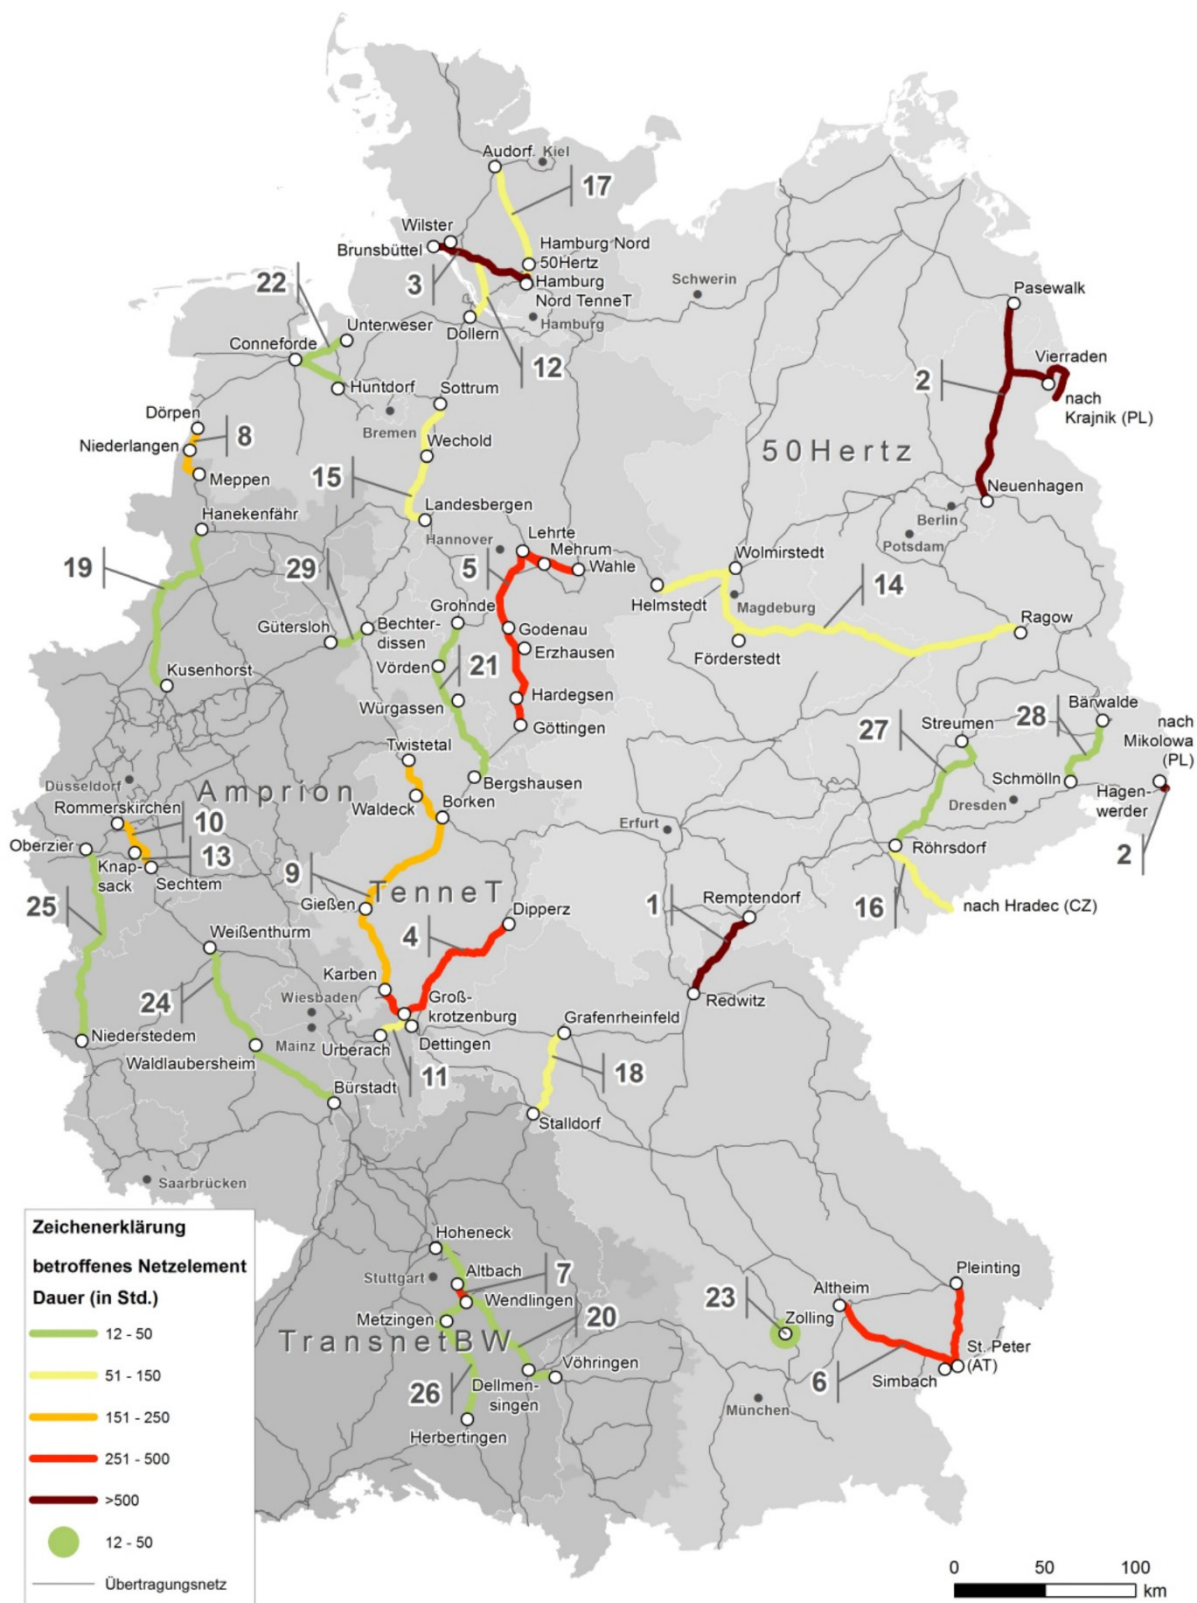 Audorf
Kiel
17
Wilster
Brunsbüttel
Hamburg Nord
50Hertz
Hamburg
Nord TenneT
3
22
Schwerin
Pasewalk
Unterweser
Dollern
Hamburg
Conneforde
Vierraden
12
2
nach
Krajnik (PL)
Huntdorf
Sottrum
Dörpen
Bremen
8
Niederlangen
Wechold
50Hertz
Meppen
15
Neuenhagen
Landesbergen
Hanekenfähr
Berlin
Hannover
Lehrte
Mehrum
Wahle
Potsdam
Wolmirstedt
19
29
5
14
Helmstedt
Magdeburg
Grohnde
Gütersloh
Bechter-
dissen
Godenau
Ragow
Erzhausen
Förderstedt
Vörden
21
Kusenhorst
Würgassen
Hardegsen
Bärwalde
27
Streumen
28
nach
Mikolowa
(PL)
Göttingen
Twistetal
Düsseldorf
Amprion
Bergshausen
Schmölln
Hagen-
werder
Waldeck
Borken
Dresden
Rommerskirchen
10
Erfurt
Oberzier
13
Röhrsdorf
2
Knap-
sack
Sechtem
9
TenneT
25
Gießen
Dipperz
1
Remptendorf
16
nach Hradec (CZ)
Weißenthurm
4
Karben
24
Wiesbaden
Groß-
krotzenburg
Redwitz
Grafenrheinfeld
Niederstedem
Mainz
Urberach
Dettingen
Waldlaubersheim
11
18
Bürstadt
Stalldorf
Saarbrücken
Zeichenerklärung
betroffenes Netzelement
Dauer (in Std.)
12 - 50
51 - 150
151 - 250
251 - 500
>500
12 - 50
Übertragungsnetz
Hoheneck
Stuttgart
Altbach
7
Pleinting
Wendlingen
23
Altheim
Metzingen
20
Zolling
TransnetBW
St. Peter
(AT)
Vöhringen
6
Simbach
26
Dellmen-
singen
München
Herbertingen
0 50 100
km